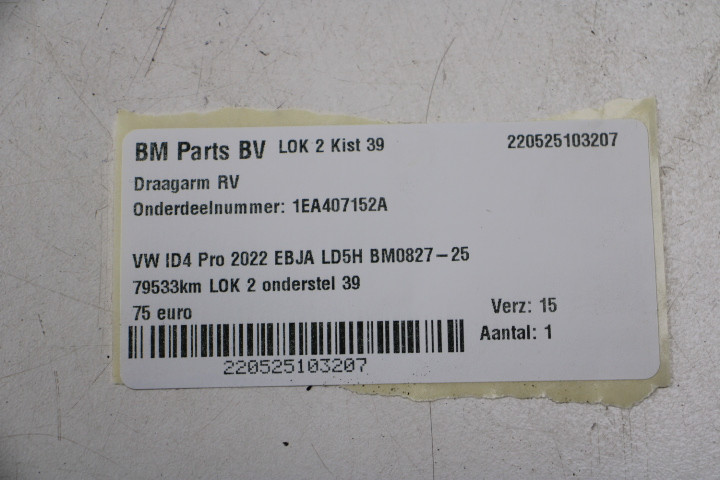 BM Parts BV LOK 2 Kist 39 220525103207
Draagarm RV
Onderdeelnummer: 1EA407152A
VW ID4 Pro 2022 EBJA LD5H BM0827-25
79533km LOK 2 onderstel 39
75 euro Verz: 15
Aantal: 1
220525103207